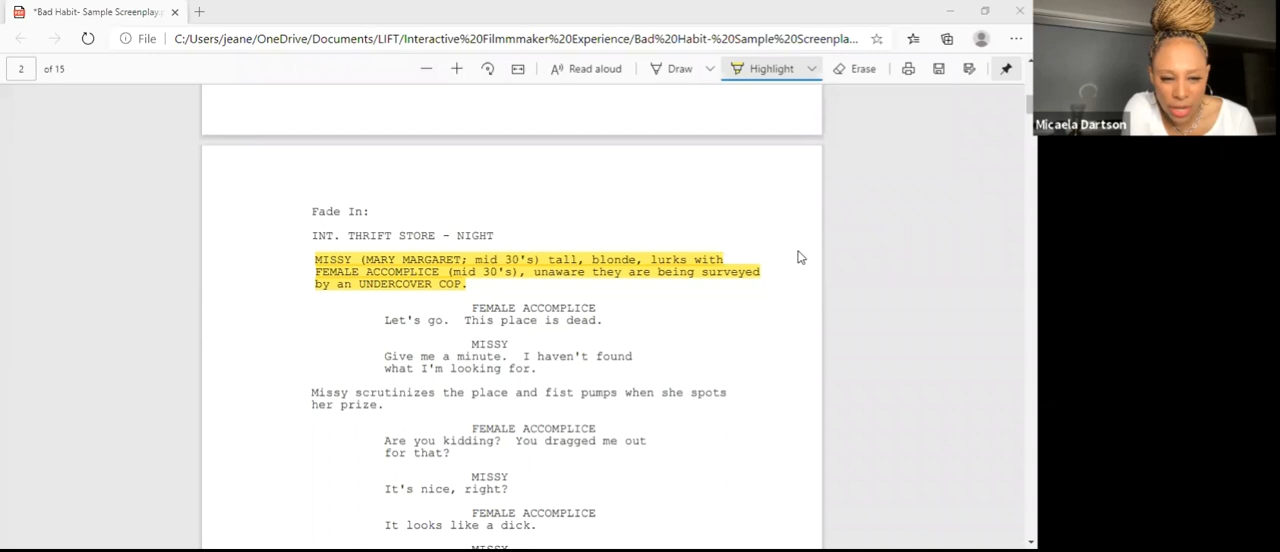 *Bad Habit- Sample Screenplay.p
File
C:/Users/jeane/OneDrive/Documents/LIFT/Interactive%20Filmmmaker%20Experience/Bad%20Habit-%20Sample%20Screenpla...
2 of 15
Read aloud
Draw
Highlight
Erase
Micaela Dartson
Fade In:
INT. THRIFT STORE - NIGHT
MISSY (MARY MARGARET; mid 30's) tall, blonde, lurks with
FEMALE ACCOMPLICE (mid 30's), unaware they are being surveyed
by an UNDERCOVER COP.
FEMALE ACCOMPLICE
Let's go. This place is dead.
MISSY
Give me a minute. I haven't found
what I'm looking for.
Missy scrutinizes the place and fist pumps when she spots
her prize.
FEMALE ACCOMPLICE
Are you kidding? You dragged me out
for that?
MISSY
It's nice, right?
FEMALE ACCOMPLICE
It looks like a dick.
MISSY